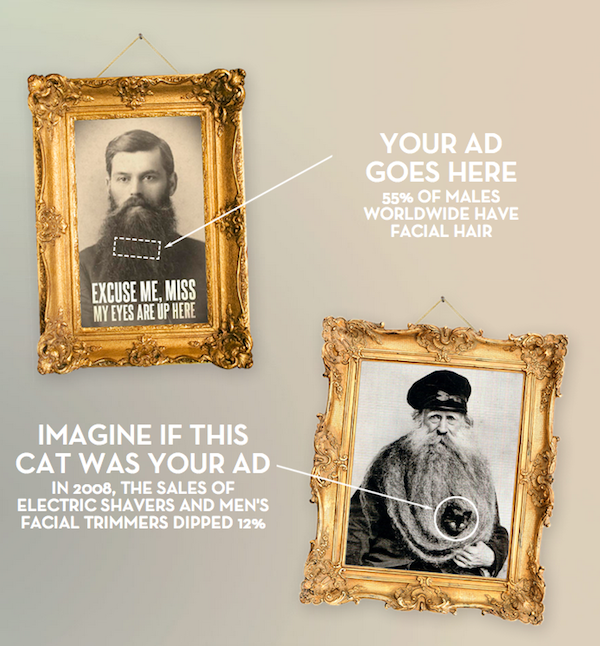 YOUR AD
GOES HERE
55% OF MALES
WORLDWIDE HAVE
FACIAL HAIR
EXCUSE ME, MISS
MY EYES ARE UP HERE
IMAGINE IF THIS
CAT WAS YOUR AD
IN 2008, THE SALES OF
ELECTRIC SHAVERS AND MEN'S
FACIAL TRIMMERS DIPPED 12%